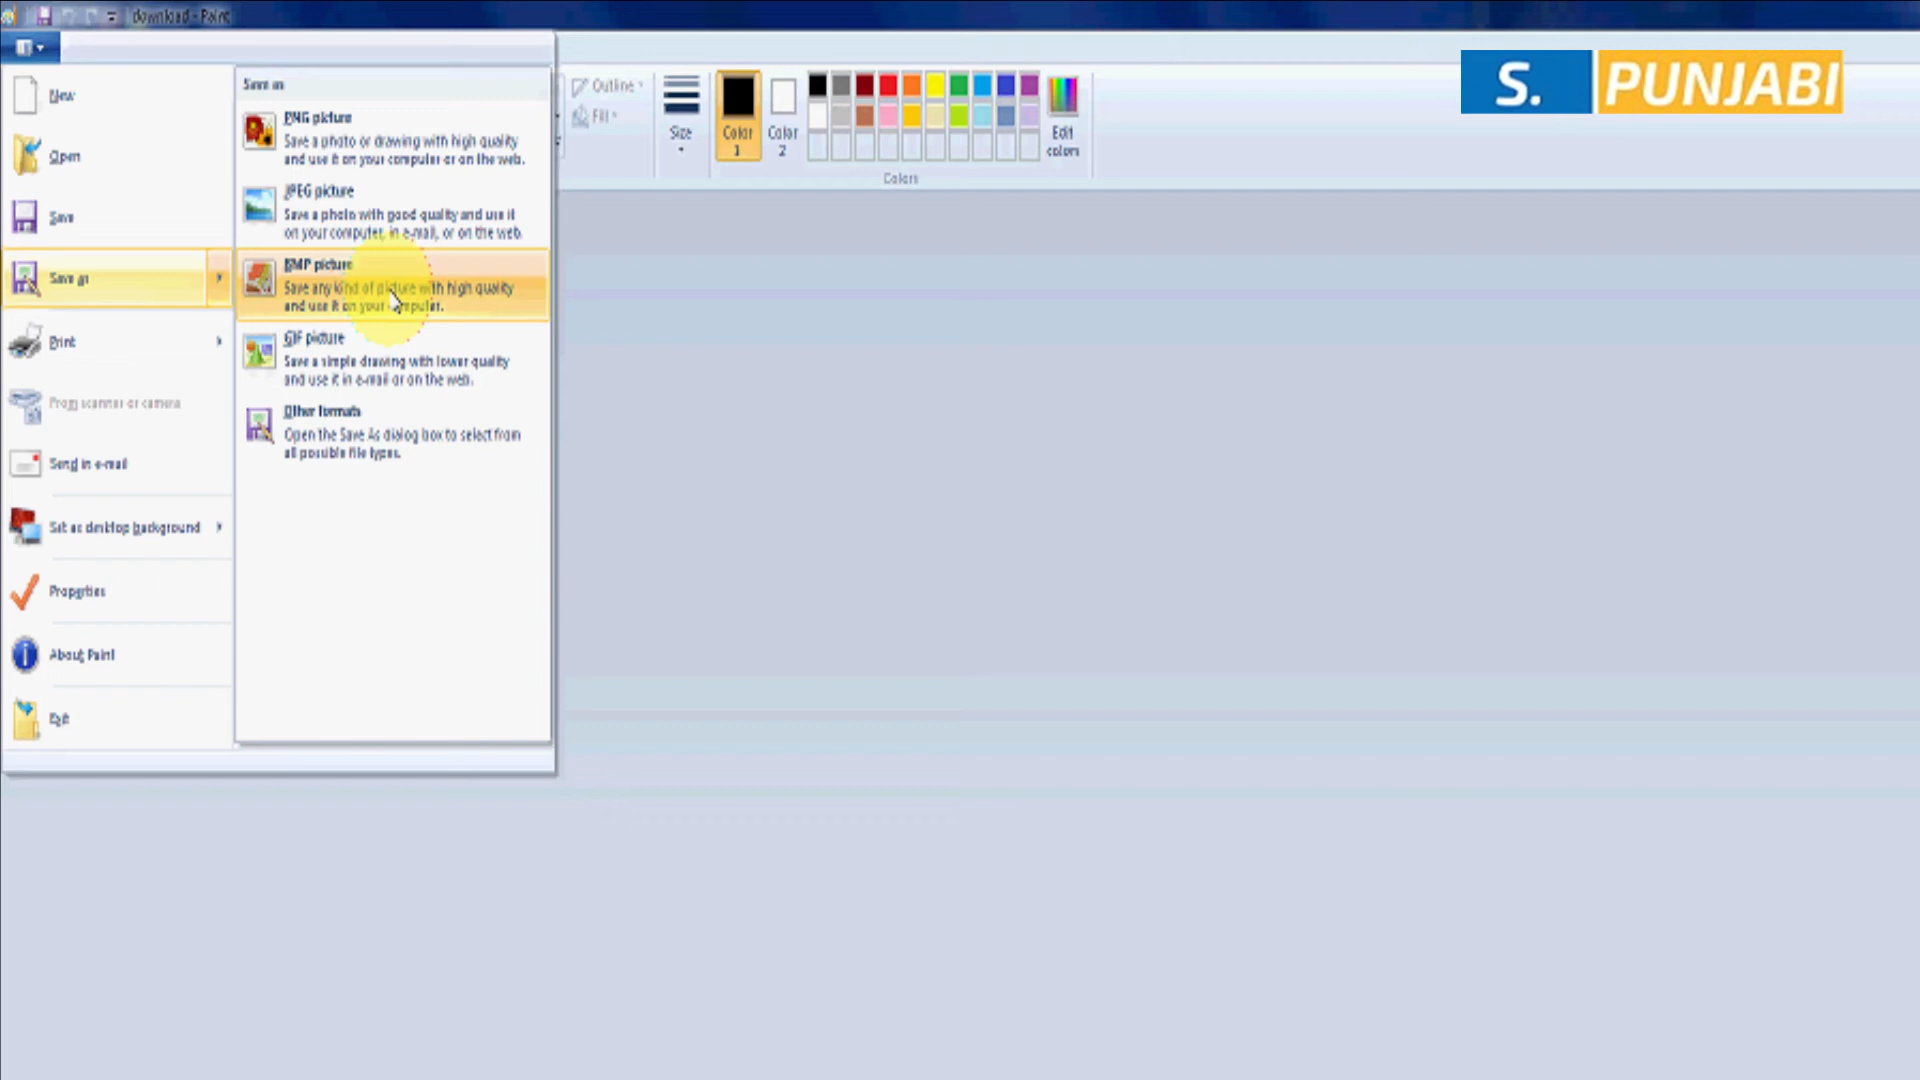 download - Paint
S. PUNJABI
New
Open
Save
Save as
Print
From scanner or camera
Send in e-mail
Set as desktop background
Properties
About Paint
Exit
Save as
PNG picture
Save a photo or drawing with high quality
and use it on your computer or on the web.
JPEG picture
Save a photo with good quality and use it
on your computer, in e-mail, or on the web.
BMP picture
Save any kind of picture with high quality
and use it on your computer.
GIF picture
Save a simple drawing with lower quality
and use it in e-mail or on the web.
Other formats
Open the Save As dialog box to select from
all possible file types.
Outline
Fill
Size
Color
1
Color
2
Edit
colors
Colors